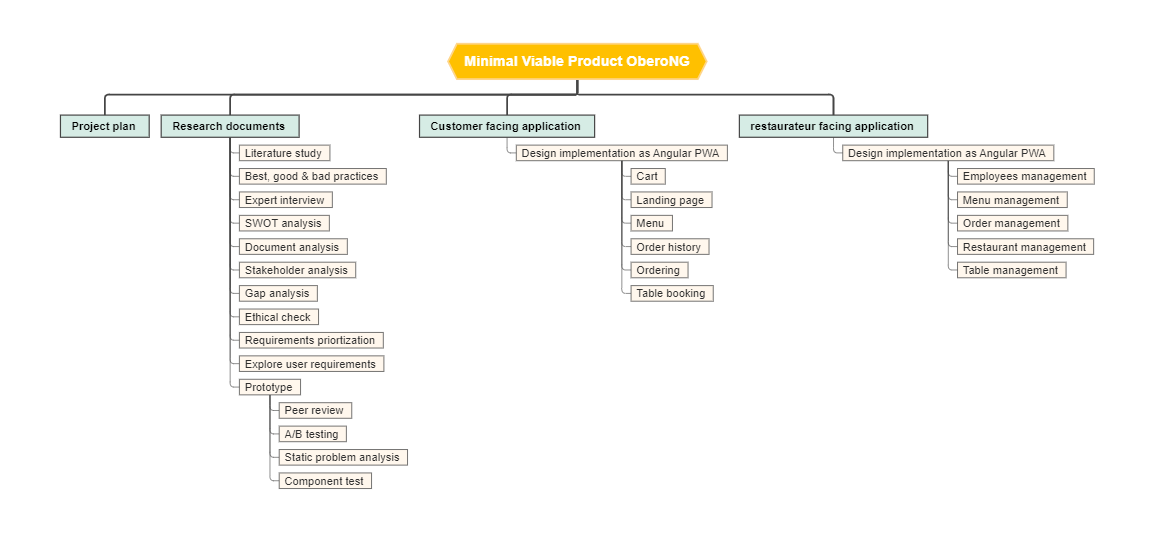 Minimal Viable Product OberoNG
Project plan
Research documents
Literature study
Best, good & bad practices
Expert interview
SWOT analysis
Document analysis
Stakeholder analysis
Gap analysis
Ethical check
Requirements priortization
Explore user requirements
Prototype
Peer review
A/B testing
Static problem analysis
Component test
Customer facing application
Design implementation as Angular PWA
Cart
Landing page
Menu
Order history
Ordering
Table booking
restaurateur facing application
Design implementation as Angular PWA
Employees management
Menu management
Order management
Restaurant management
Table management